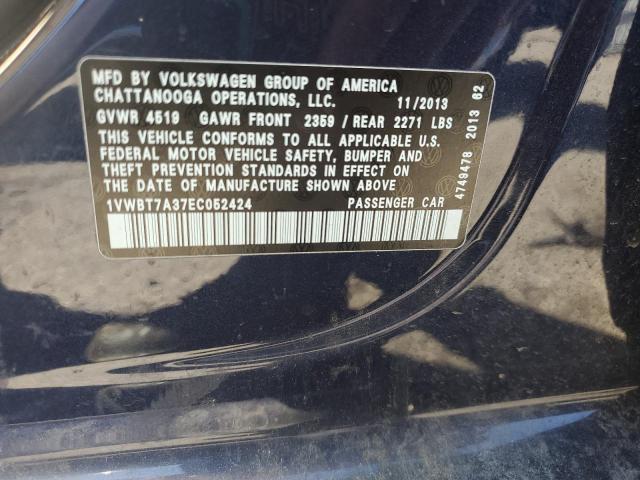 MFD BY VOLKSWAGEN GROUP OF AMERICA
CHATTANOOGA OPERATIONS, LLC. 11/2013
GVWR 4519 GAWR FRONT 2359 / REAR 2271 LBS
THIS VEHICLE CONFORMS TO ALL APPLICABLE U.S.
FEDERAL MOTOR VEHICLE SAFETY, BUMPER AND
THEFT PREVENTION STANDARDS IN EFFECT ON THE
DATE OF MANUFACTURE SHOWN ABOVE
1VWBT7A37EC052424 PASSENGER CAR
4749478 2013 62